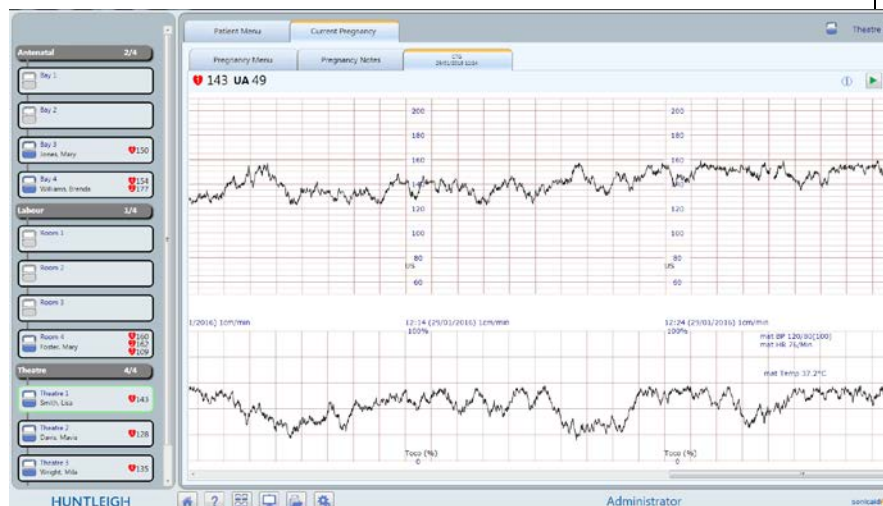 Patient Menu
Current Pregnancy
Theatre
Antenatal 2/4
Bay 1
Bay 2
Bay 3
Jones, Mary
150
Bay 4
Williams, Brenda
154
177
Labour 1/4
Room 1
Room 2
Room 3
Room 4
Foster, Mary
160
162
109
Theatre 4/4
Theatre 1
Smith, Lisa
143
Theatre 2
Davis, Mavis
128
Theatre 3
Wright, Mila
135
Pregnancy Menu
Pregnancy Notes
CTG
143 UA 49
200
180
160
140
120
100
80
US
60
200
180
160
140
120
100
80
US
60
1/2016) 1cm/min
12:14 (29/01/2016) 1cm/min
12:24 (29/01/2016) 1cm/min
100%
100%
mat BP 120/80[100]
mat HR 76/Min
mat Temp 37.2°C
Toco (%)
0
Toco (%)
0
HUNTLEIGH
?
Administrator
sonicaid